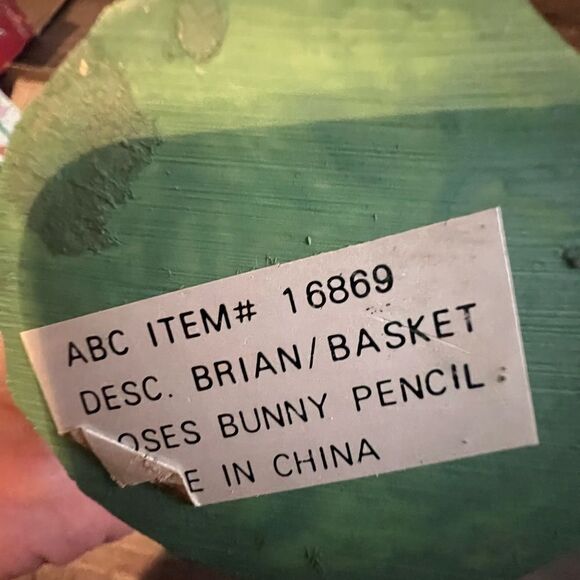 ABC ITEM# 16869
DESC. BRIAN/BASKET
OSES BUNNY PENCIL
E IN CHINA